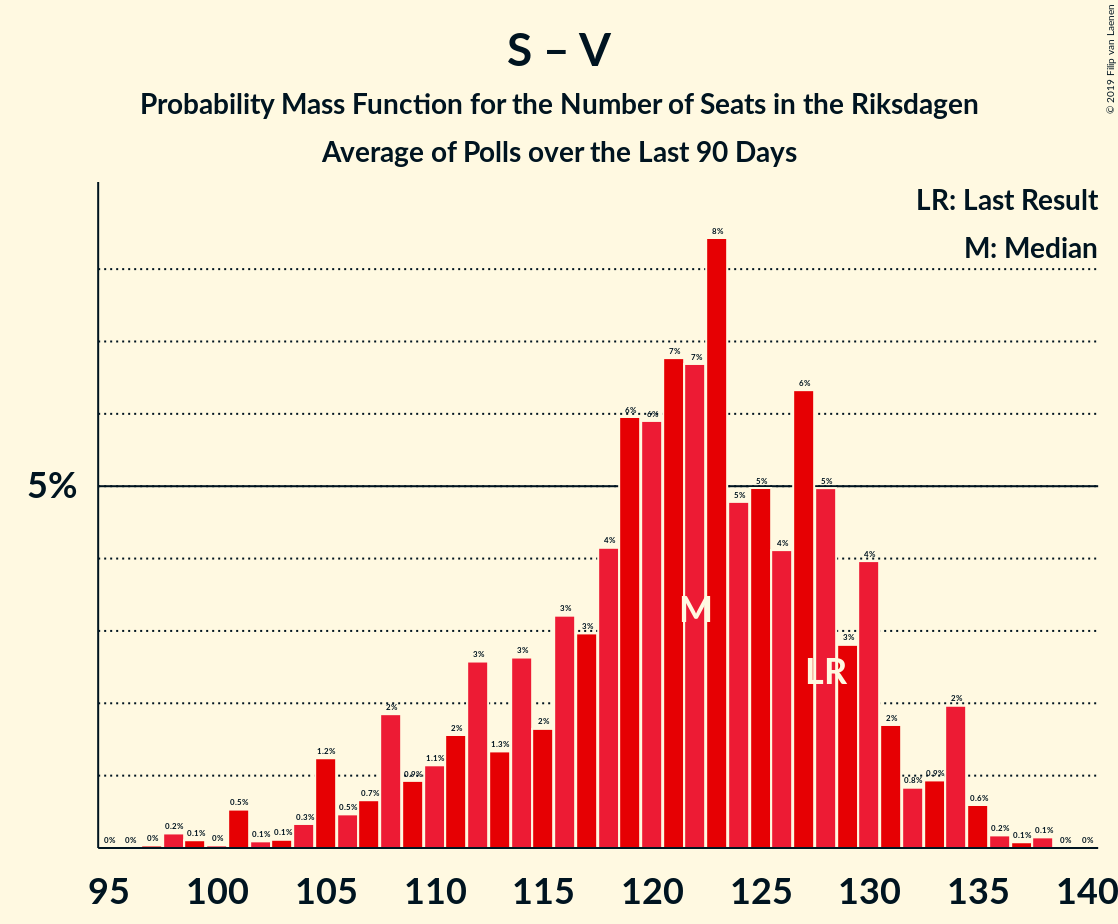 S – V
Probability Mass Function for the Number of Seats in the Riksdagen
Average of Polls over the Last 90 Days
© 2019 Filip van Laenen
LR: Last Result
M: Median
5%
0% 0% 0% 0.2% 0.1% 0% 0.5% 0.1% 0.1% 0.3% 1.2% 0.5% 0.7% 2% 0.9% 1.1% 2% 3% 1.3% 3% 2% 3% 3% 4% 6% 6% 7% 7% 8% 5% 5% 4% 6% 5% 3% 4% 2% 0.8% 0.9% 2% 0.6% 0.2% 0.1% 0.1% 0% 0%
M
LR
95 100 105 110 115 120 125 130 135 140